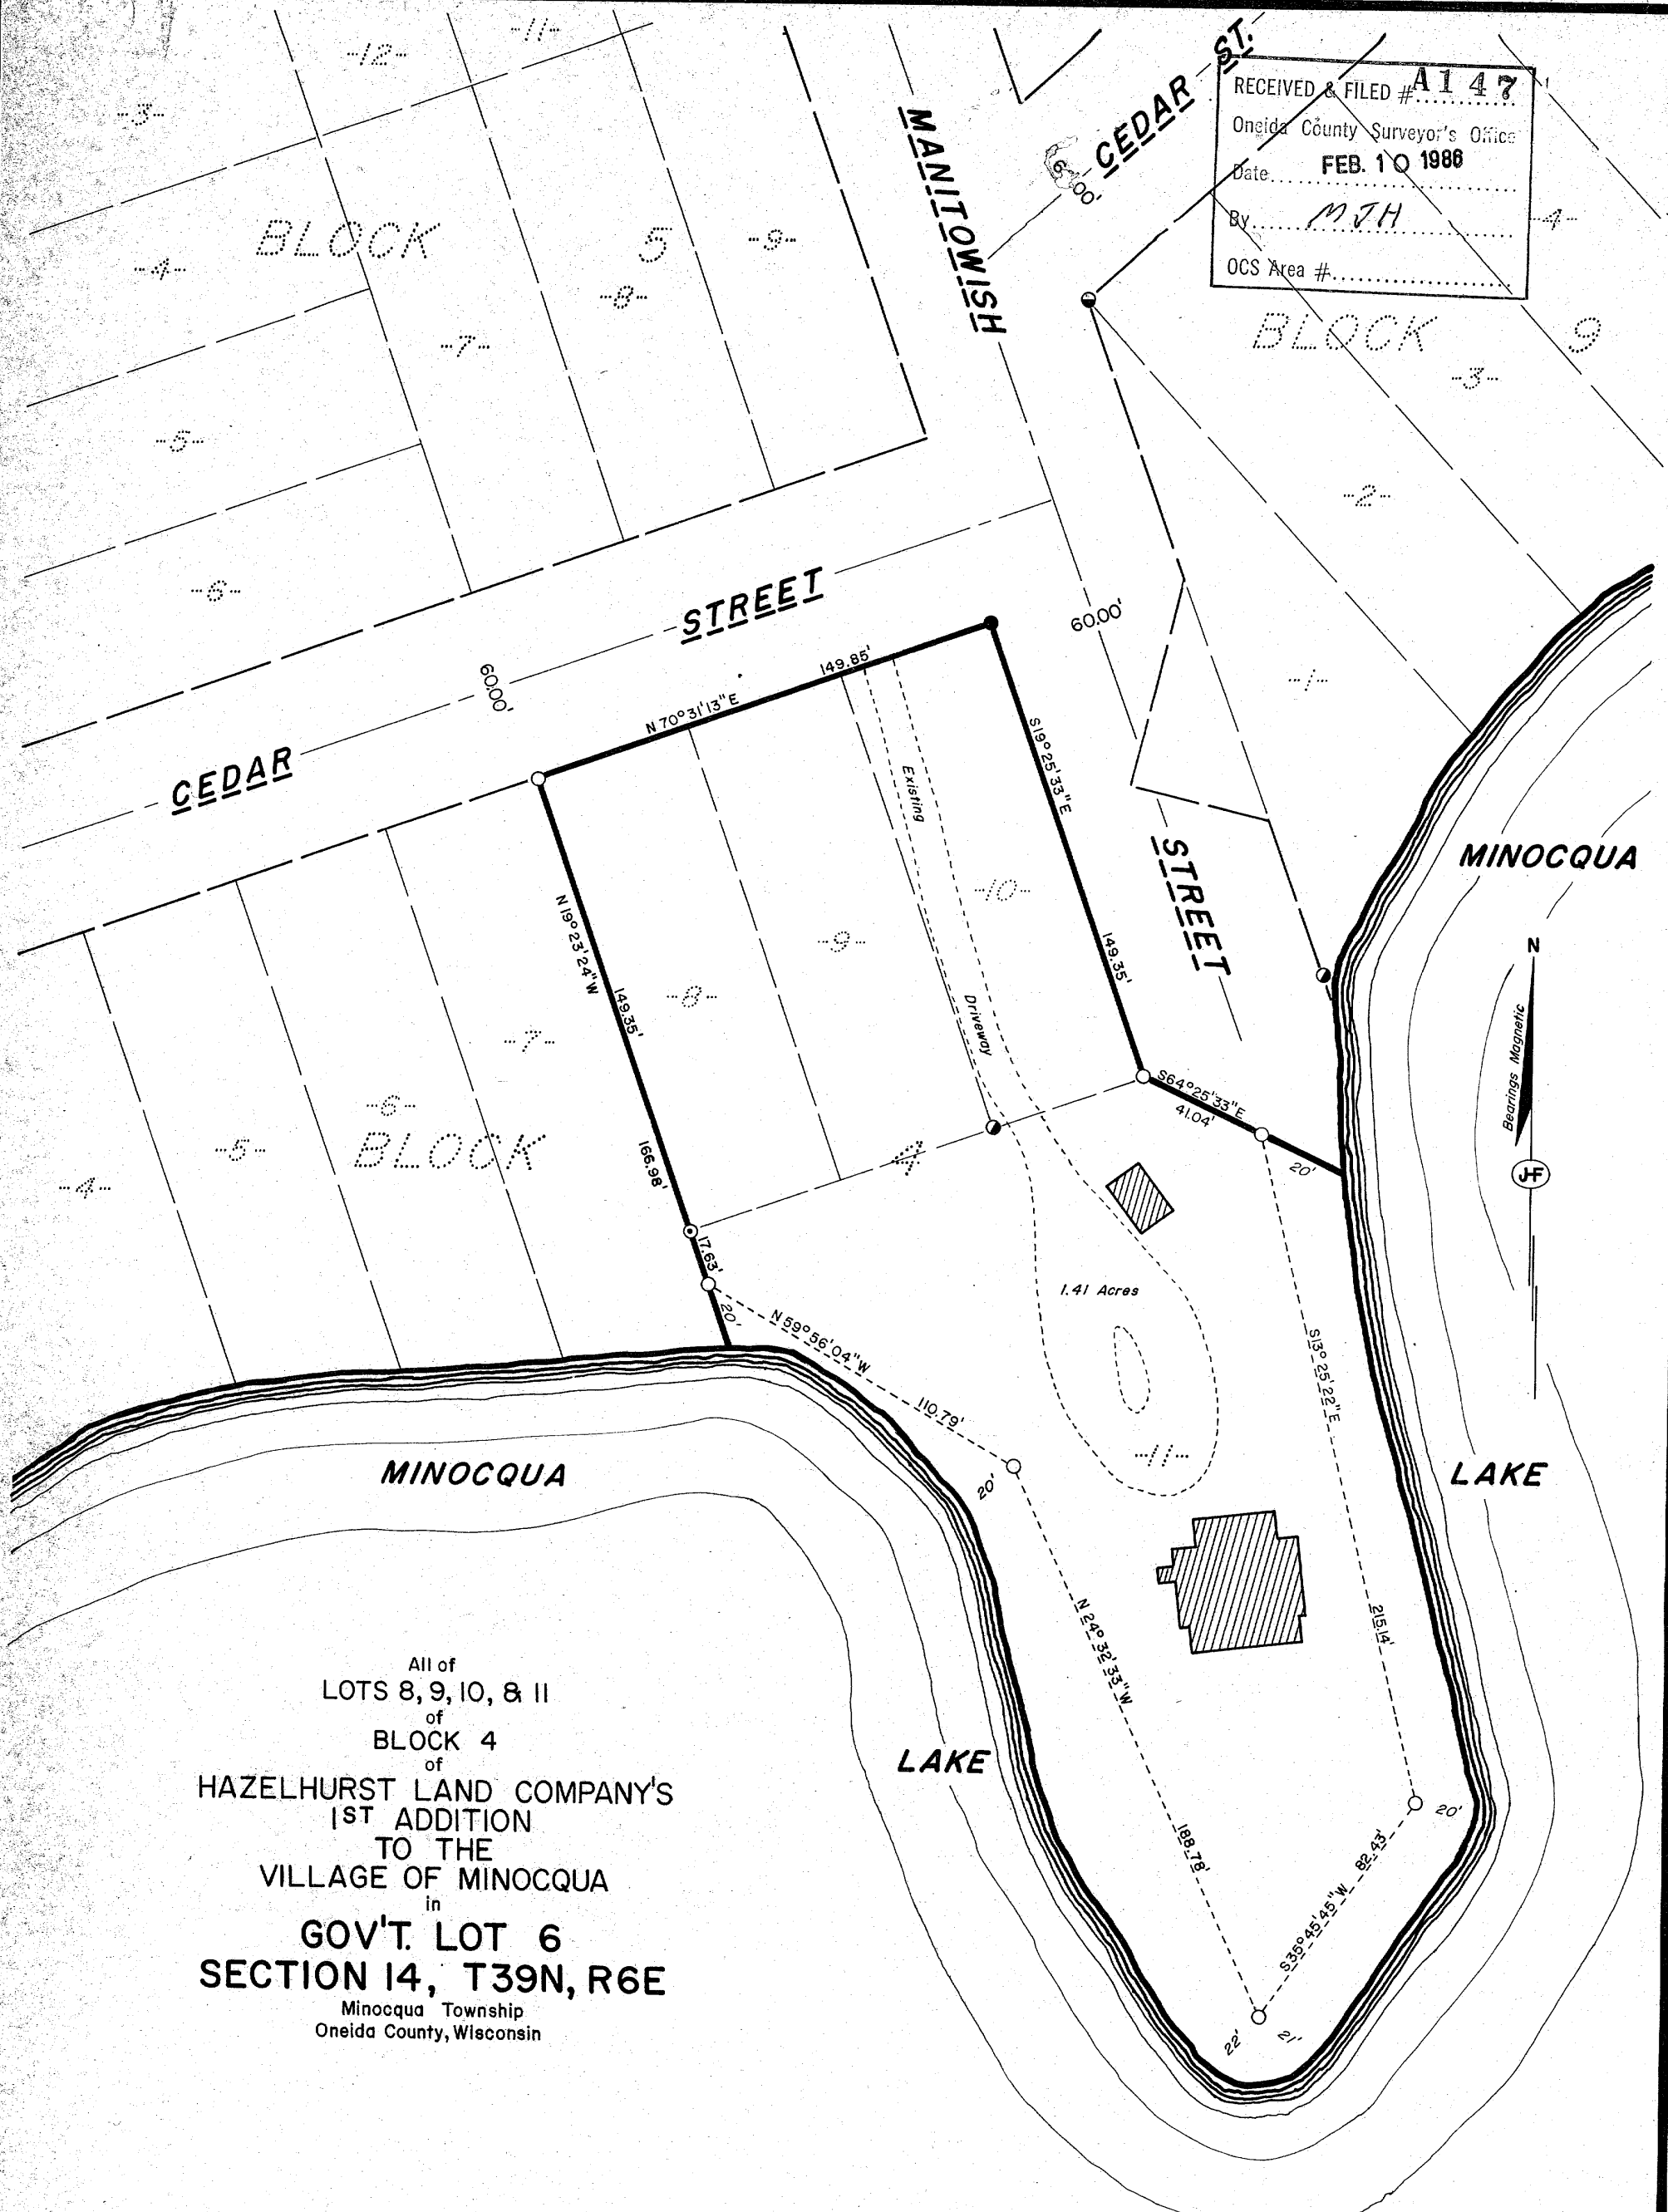 -12-
-11-
-3-
BLOCK 5
-9-
-4-
-8-
-7-
-5-
-6-
MANITOWISH
CEDAR ST.
RECEIVED & FILED # A147
Oneida County Surveyor's Office
Date FEB. 10 1986
By MJH
OCS Area #
-4-
BLOCK 9
-3-
-2-
-1-
STREET
60.00'
60.00'
CEDAR
N 70°31'13"E
149.85'
S19°25'33"E
149.35'
Existing
Driveway
-10-
-9-
-8-
-7-
-6-
-5-
-4-
BLOCK 4
STREET
N19°23'24"W
149.35'
166.98'
17.63'
20'
S64°25'33"E
41.04'
20'
MINOCQUA
N
Bearings Magnetic
JF
1.41 Acres
N 59°56'04"W
110.79'
20'
-11-
S13°25'22"E
215.14'
LAKE
MINOCQUA
N 24°32'33"W
188.78'
LAKE
20'
82.43'
S35°45'45"W
22'
21'
All of
LOTS 8, 9, 10, & 11
of
BLOCK 4
of
HAZELHURST LAND COMPANY'S
1ST ADDITION
TO THE
VILLAGE OF MINOCQUA
in
GOV'T. LOT 6
SECTION 14, T39N, R6E
Minocqua Township
Oneida County, Wisconsin